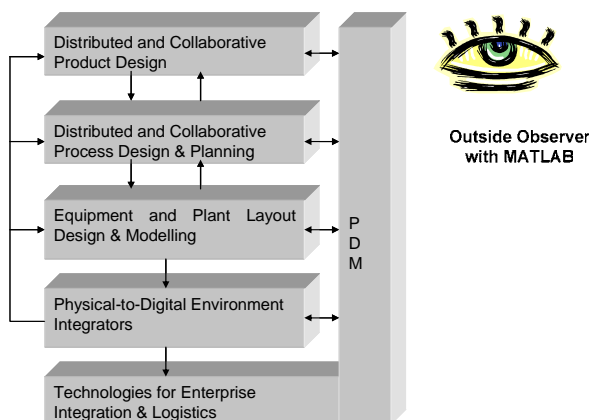 Distributed and Collaborative
Product Design
Distributed and Collaborative
Process Design & Planning
Equipment and Plant Layout
Design & Modelling
Physical-to-Digital Environment
Integrators
Technologies for Enterprise
Integration & Logistics
P
D
M
Outside Observer
with MATLAB